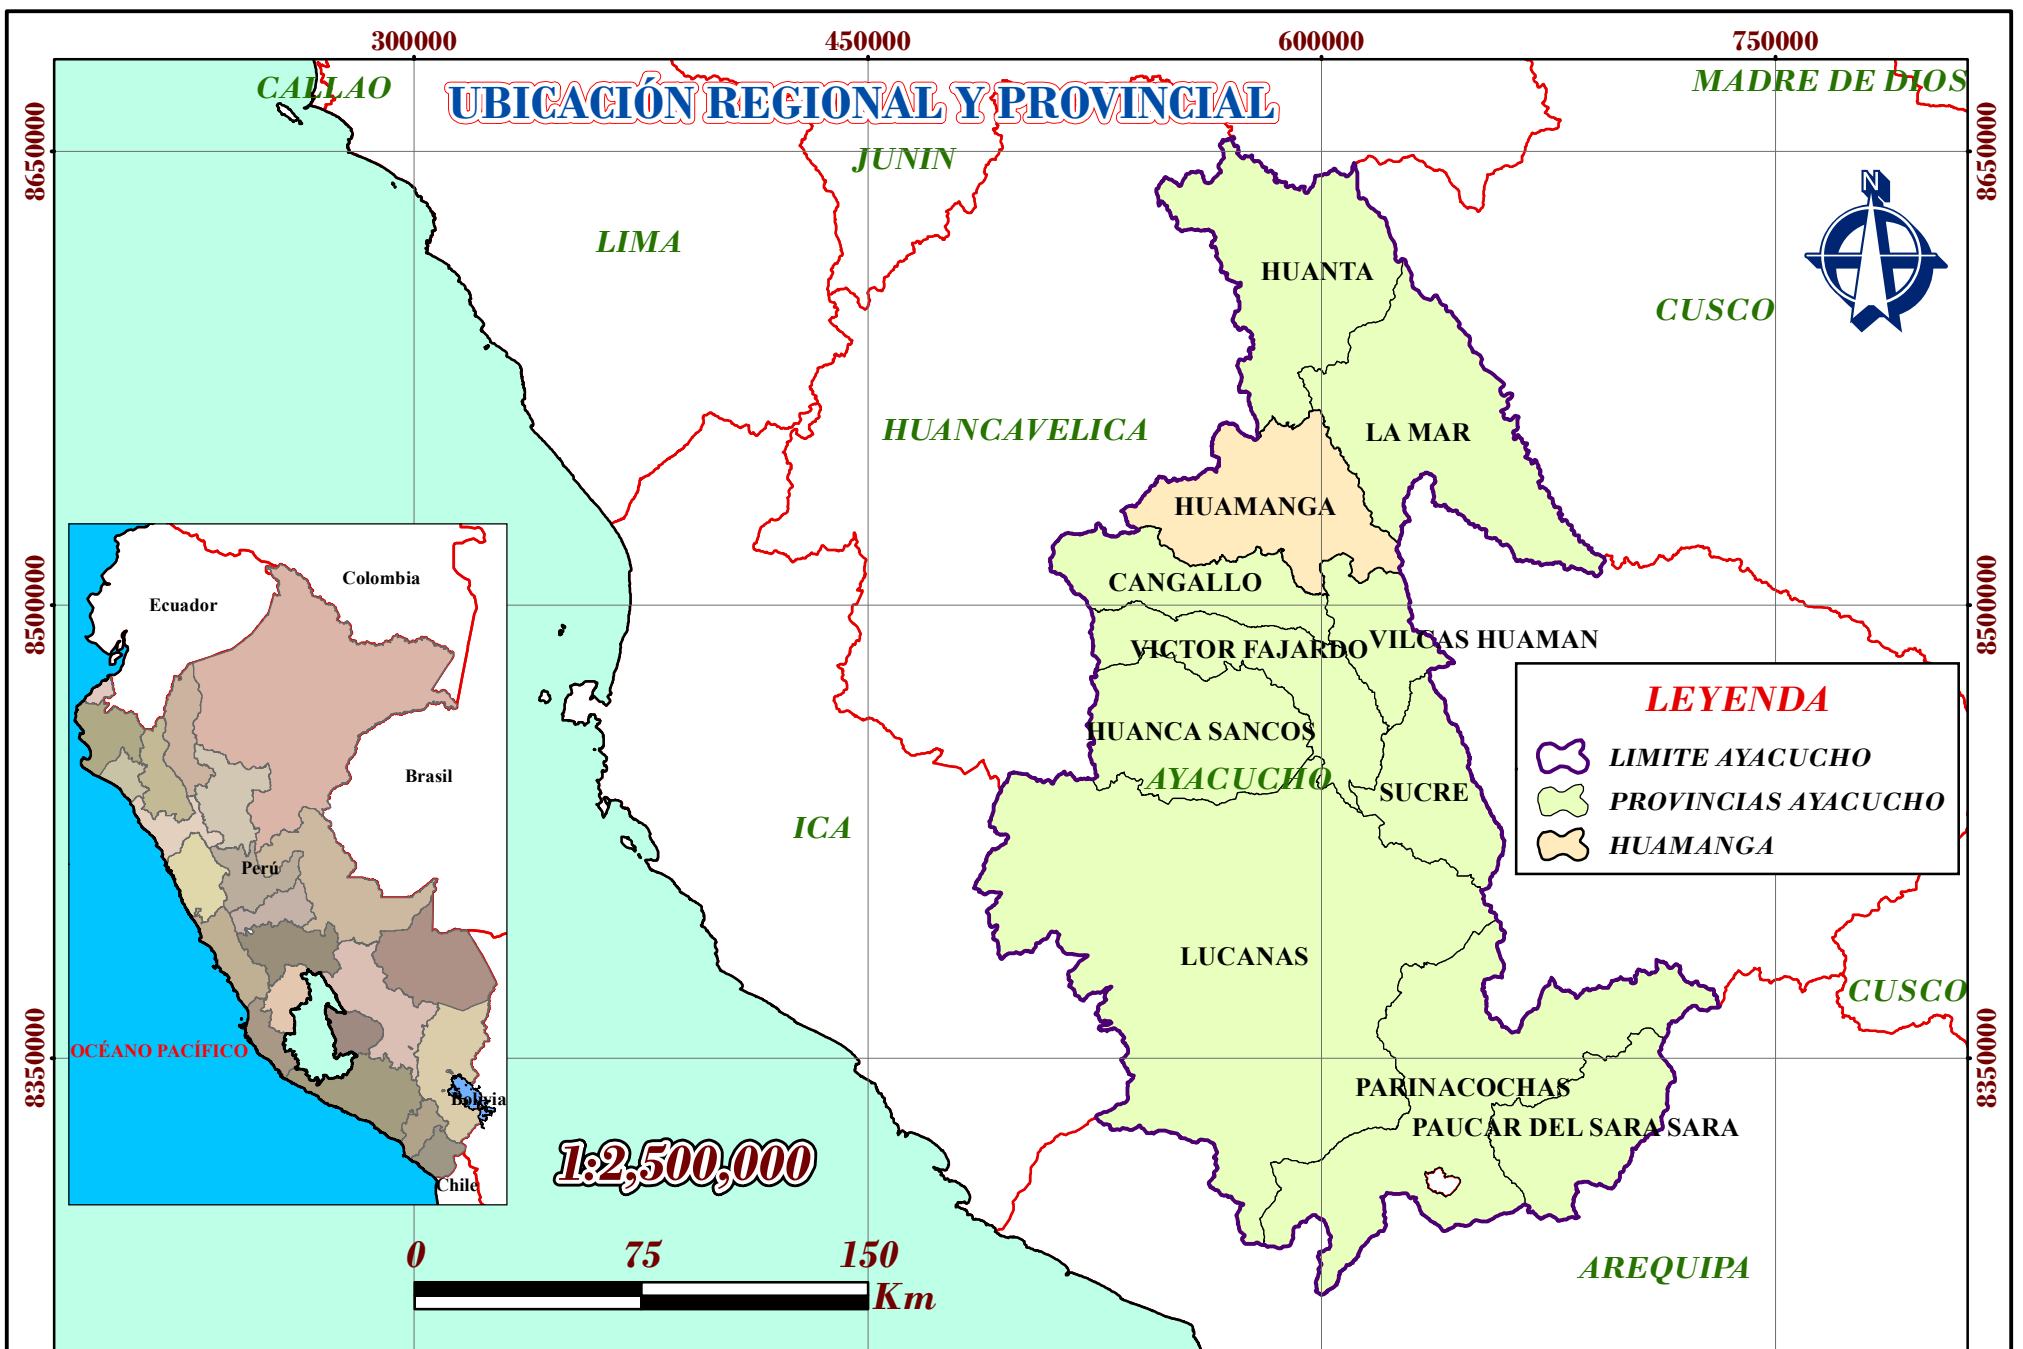 300000 450000 600000 750000
CALLAO
UBICACIÓN REGIONAL Y PROVINCIAL
MADRE DE DIOS
8650000
8650000
JUNIN
N
LIMA
HUANTA
CUSCO
HUANCAVELICA
LA MAR
HUAMANGA
Colombia
Ecuador
CANGALLO
8500000
8500000
VICTOR FAJARDO
VILCAS HUAMAN
LEYENDA
LIMITE AYACUCHO
PROVINCIAS AYACUCHO
HUAMANGA
HUANCA SANCOS
Brasil
AYACUCHO
SUCRE
ICA
Perú
LUCANAS
CUSCO
OCÉANO PACÍFICO
8350000
8350000
Bolivia
PARINACOCHAS
PAUCAR DEL SARA SARA
1:2,500,000
Chile
0 75 150
Km
AREQUIPA